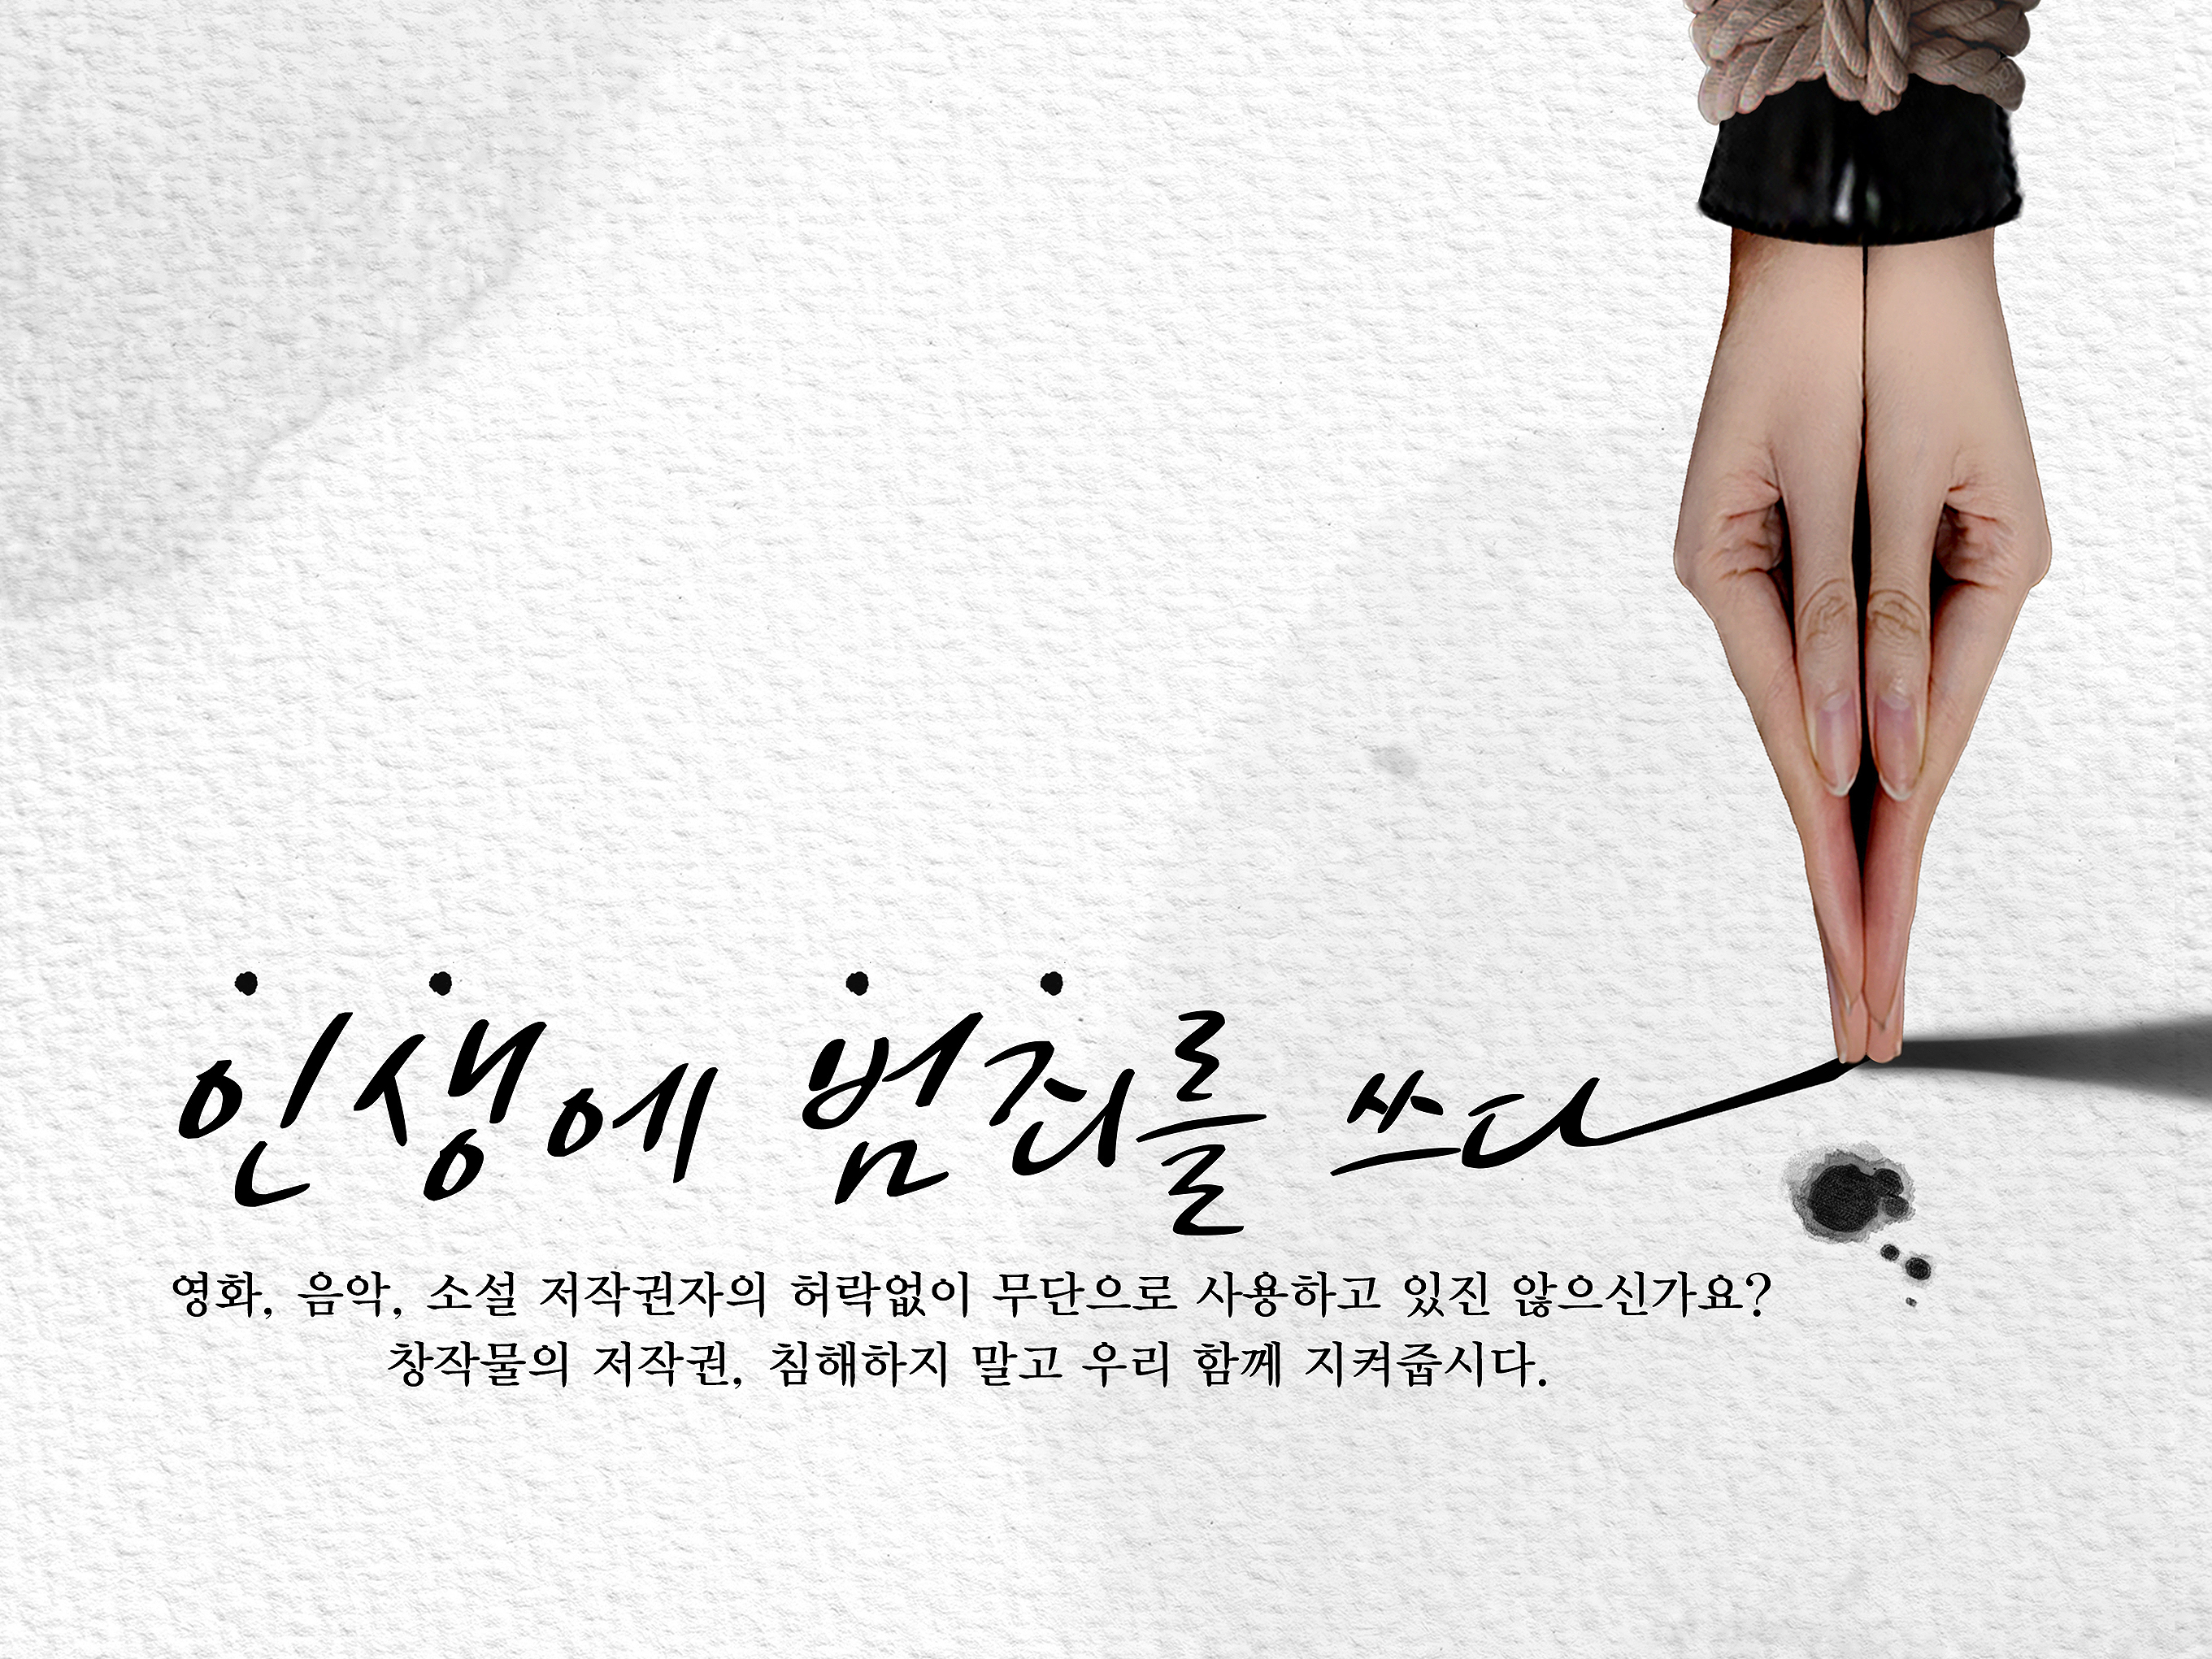 인생에 범죄를 쓰다
영화, 음악, 소설 저작권자의 허락없이 무단으로 사용하고 있진 않으신가요?
창작물의 저작권, 침해하지 말고 우리 함께 지켜줍시다.